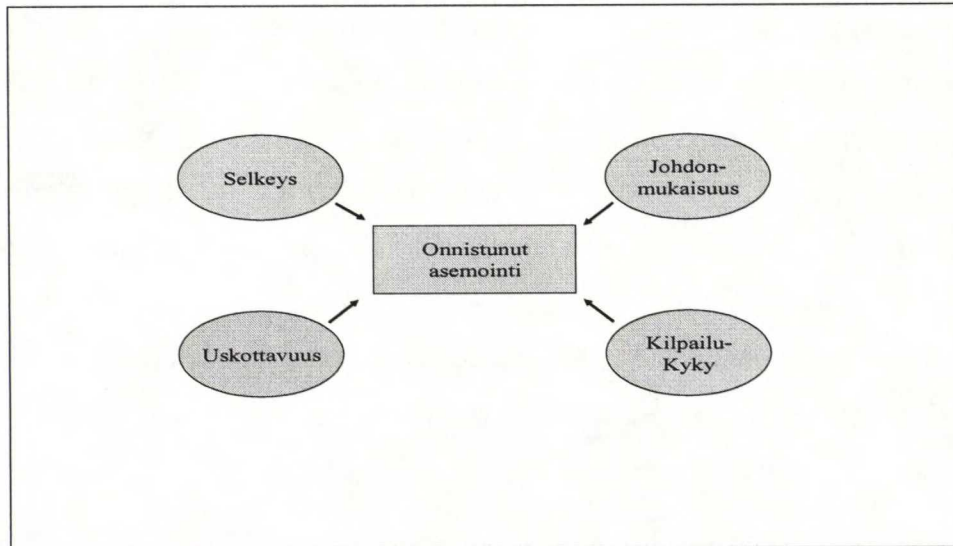 Selkeys
Johdon-
mukaisuus
Onnistunut
asemointi
Uskottavuus
Kilpailu-
Kyky